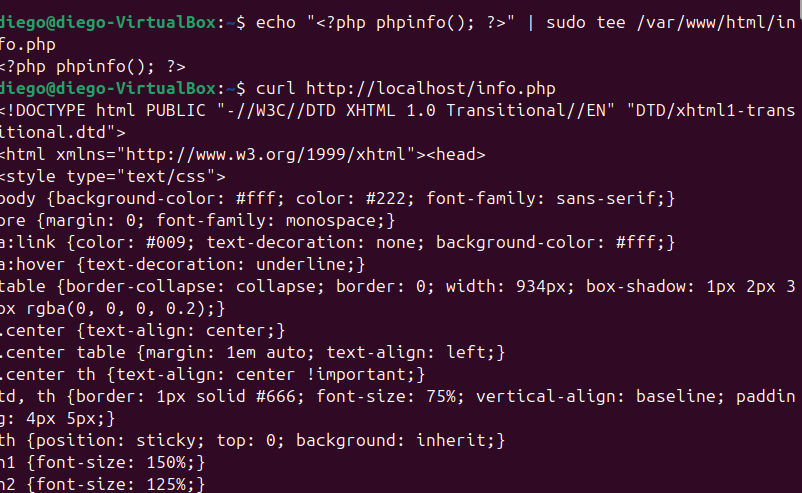 diego@diego-VirtualBox:~$ echo "<?php phpinfo(); ?>" | sudo tee /var/www/html/in
fo.php
<?php phpinfo(); ?>
diego@diego-VirtualBox:~$ curl http://localhost/info.php
<!DOCTYPE html PUBLIC "-//W3C//DTD XHTML 1.0 Transitional//EN" "DTD/xhtml1-trans
itional.dtd">
<html xmlns="http://www.w3.org/1999/xhtml"><head>
<style type="text/css">
body {background-color: #fff; color: #222; font-family: sans-serif;}
pre {margin: 0; font-family: monospace;}
a:link {color: #009; text-decoration: none; background-color: #fff;}
a:hover {text-decoration: underline;}
table {border-collapse: collapse; border: 0; width: 934px; box-shadow: 1px 2px 3
px rgba(0, 0, 0, 0.2);}
.center {text-align: center;}
.center table {margin: 1em auto; text-align: left;}
.center th {text-align: center !important;}
td, th {border: 1px solid #666; font-size: 75%; vertical-align: baseline; paddin
g: 4px 5px;}
th {position: sticky; top: 0; background: inherit;}
h1 {font-size: 150%;}
h2 {font-size: 125%;}